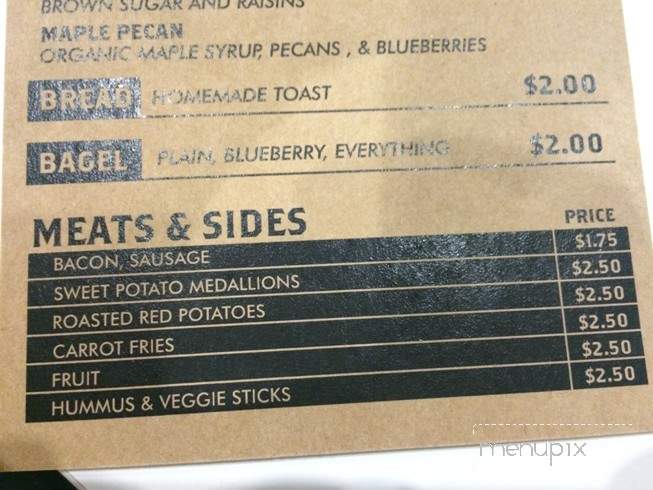 BROWN SUGAR AND RAISINS
MAPLE PECAN
ORGANIC MAPLE SYRUP, PECANS , & BLUEBERRIES
BREAD HOMEMADE TOAST $2.00
BAGEL PLAIN, BLUEBERRY, EVERYTHING $2.00
MEATS & SIDES PRICE
BACON, SAUSAGE $1.75
SWEET POTATO MEDALLIONS $2.50
ROASTED RED POTATOES $2.50
CARROT FRIES $2.50
FRUIT $2.50
HUMMUS & VEGGIE STICKS $2.50
menupix